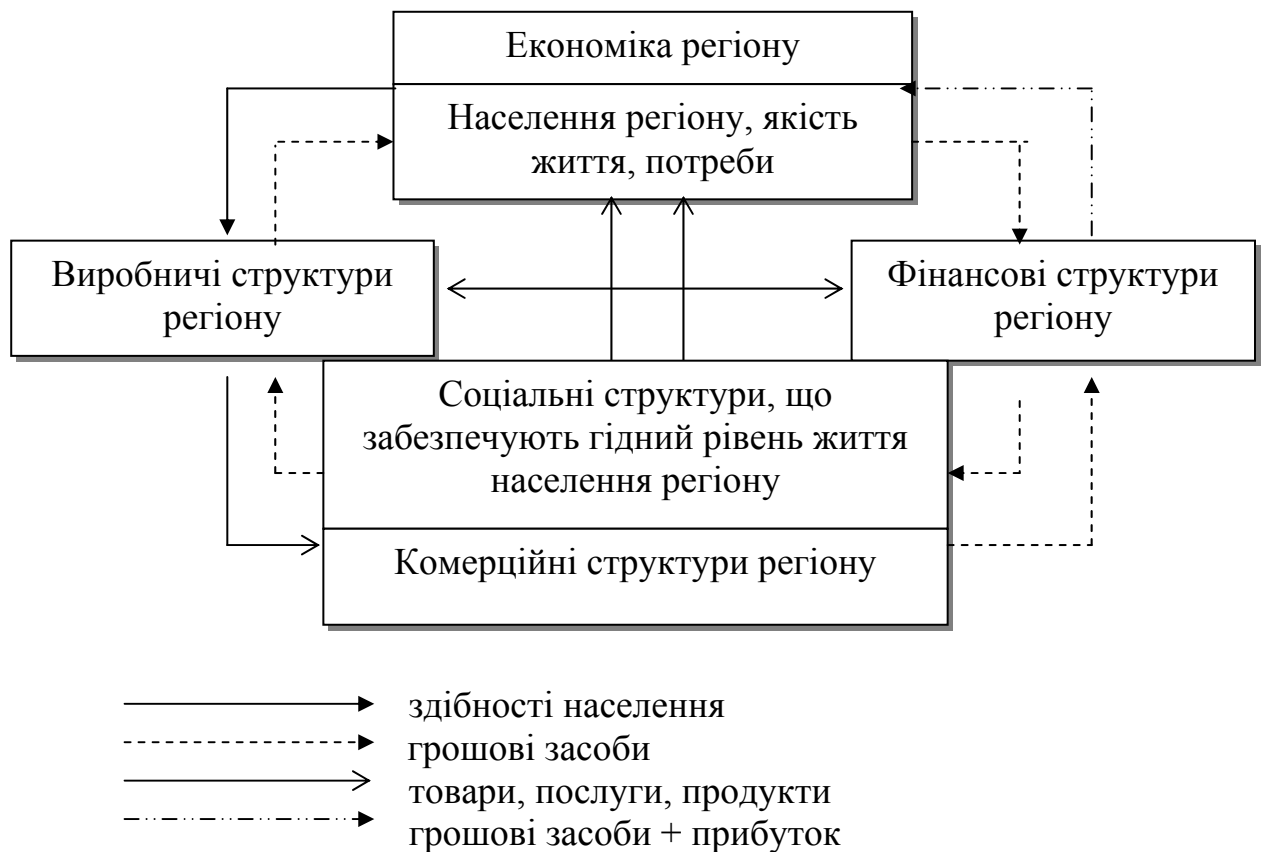 Економіка регіону
Населення регіону, якість
життя, потреби
Виробничі структури
регіону
Фінансові структури
регіону
Соціальні структури, що
забезпечують гідний рівень життя
населення регіону
Комерційні структури регіону
здібності населення
грошові засоби
товари, послуги, продукти
грошові засоби + прибуток